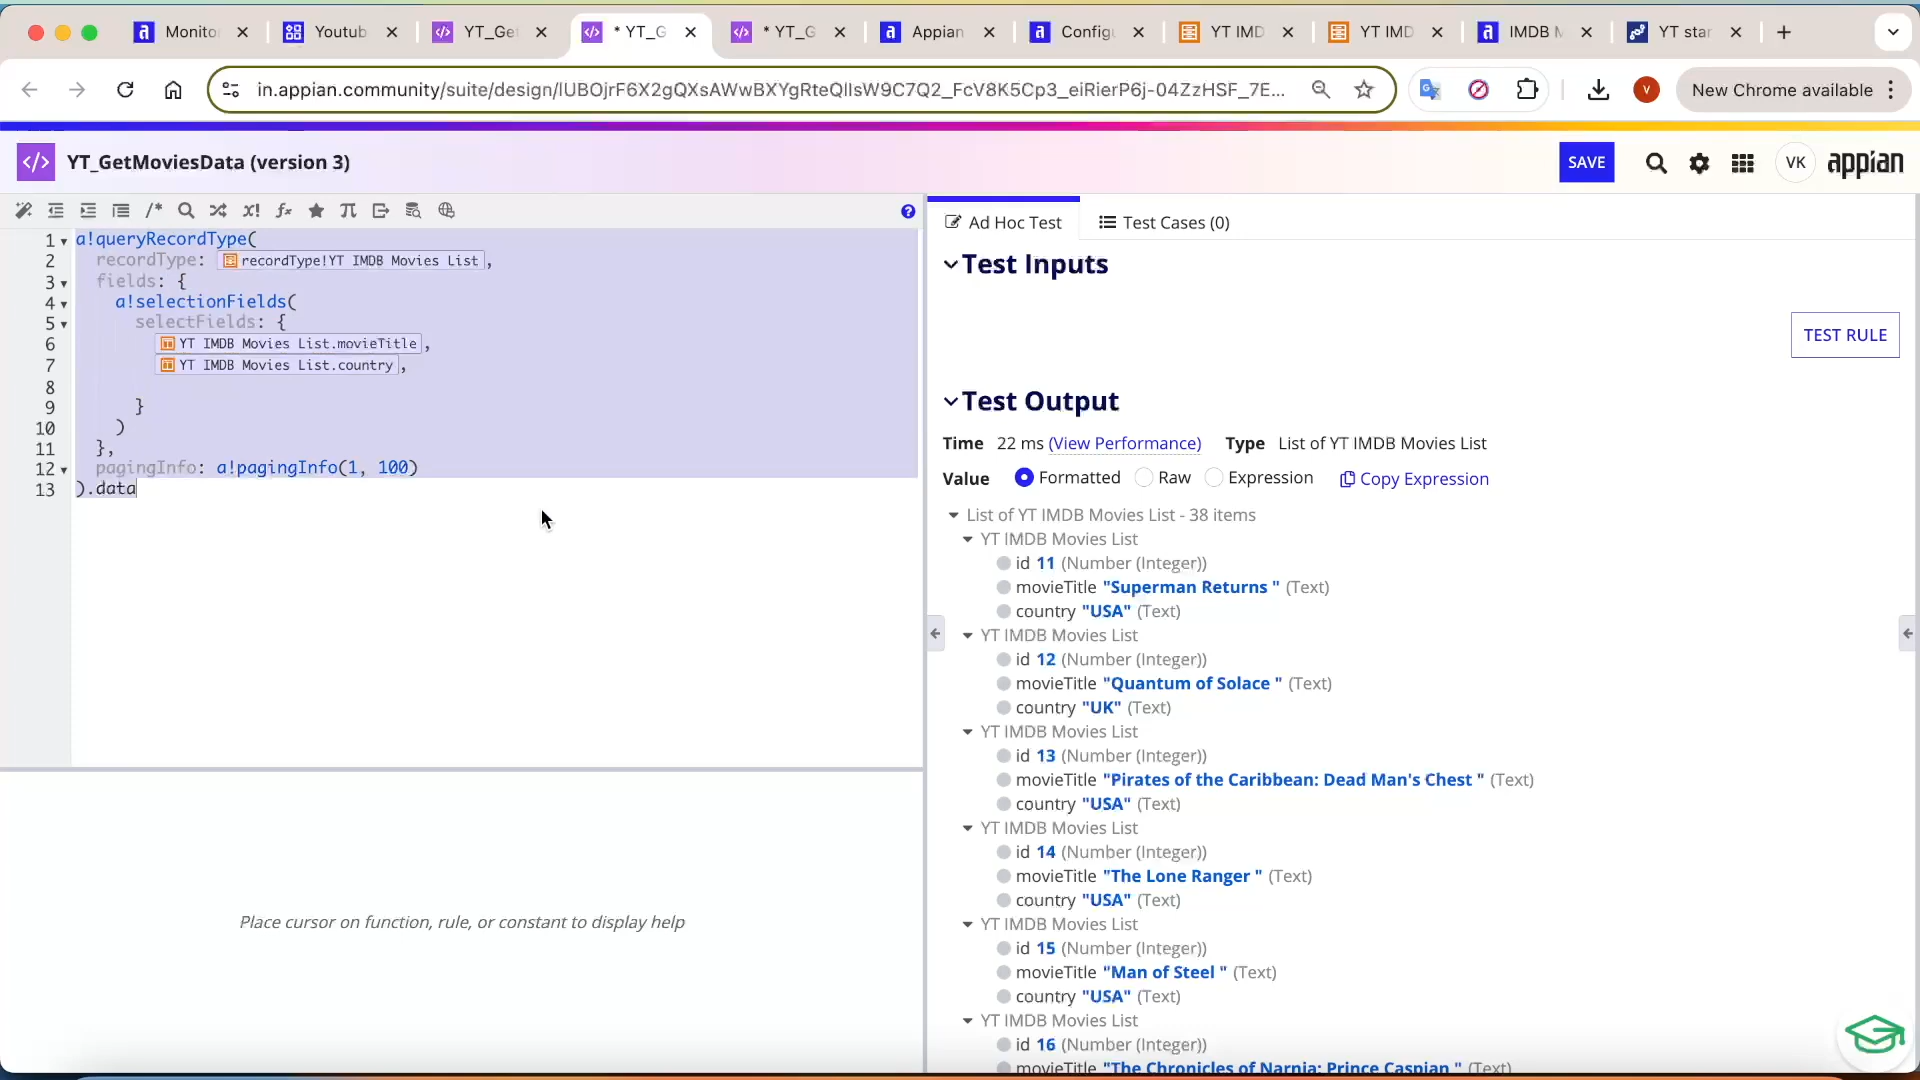 Monito
Youtub
YT_Ge
* YT_G
* YT_G
Appian
Config
YT IMD
YT IMD
IMDB M
YT star
in.appian.community/suite/design/lUBOjrF6X2gQXsAWwBXYgRteQlIsW9C7Q2_FcV8K5Cp3_eiRierP6j-04ZzHSF_7E...
V
New Chrome available
YT_GetMoviesData (version 3)
SAVE
VK
appian
Ad Hoc Test
Test Cases (0)
1 a!queryRecordType(
2 recordType: recordType!YT IMDB Movies List,
3 fields: {
4 a!selectionFields(
5 selectFields: {
6 YT IMDB Movies List.movieTitle,
7 YT IMDB Movies List.country,
8
9 }
10 )
11 },
12 pagingInfo: a!pagingInfo(1, 100)
13 ).data
Place cursor on function, rule, or constant to display help
Test Inputs
TEST RULE
Test Output
Time 22 ms (View Performance) Type List of YT IMDB Movies List
Value Formatted Raw Expression Copy Expression
List of YT IMDB Movies List - 38 items
YT IMDB Movies List
id 11 (Number (Integer))
movieTitle "Superman Returns " (Text)
country "USA" (Text)
YT IMDB Movies List
id 12 (Number (Integer))
movieTitle "Quantum of Solace " (Text)
country "UK" (Text)
YT IMDB Movies List
id 13 (Number (Integer))
movieTitle "Pirates of the Caribbean: Dead Man's Chest " (Text)
country "USA" (Text)
YT IMDB Movies List
id 14 (Number (Integer))
movieTitle "The Lone Ranger " (Text)
country "USA" (Text)
YT IMDB Movies List
id 15 (Number (Integer))
movieTitle "Man of Steel " (Text)
country "USA" (Text)
YT IMDB Movies List
id 16 (Number (Integer))
movieTitle "The Chronicles of Narnia: Prince Caspian " (Text)